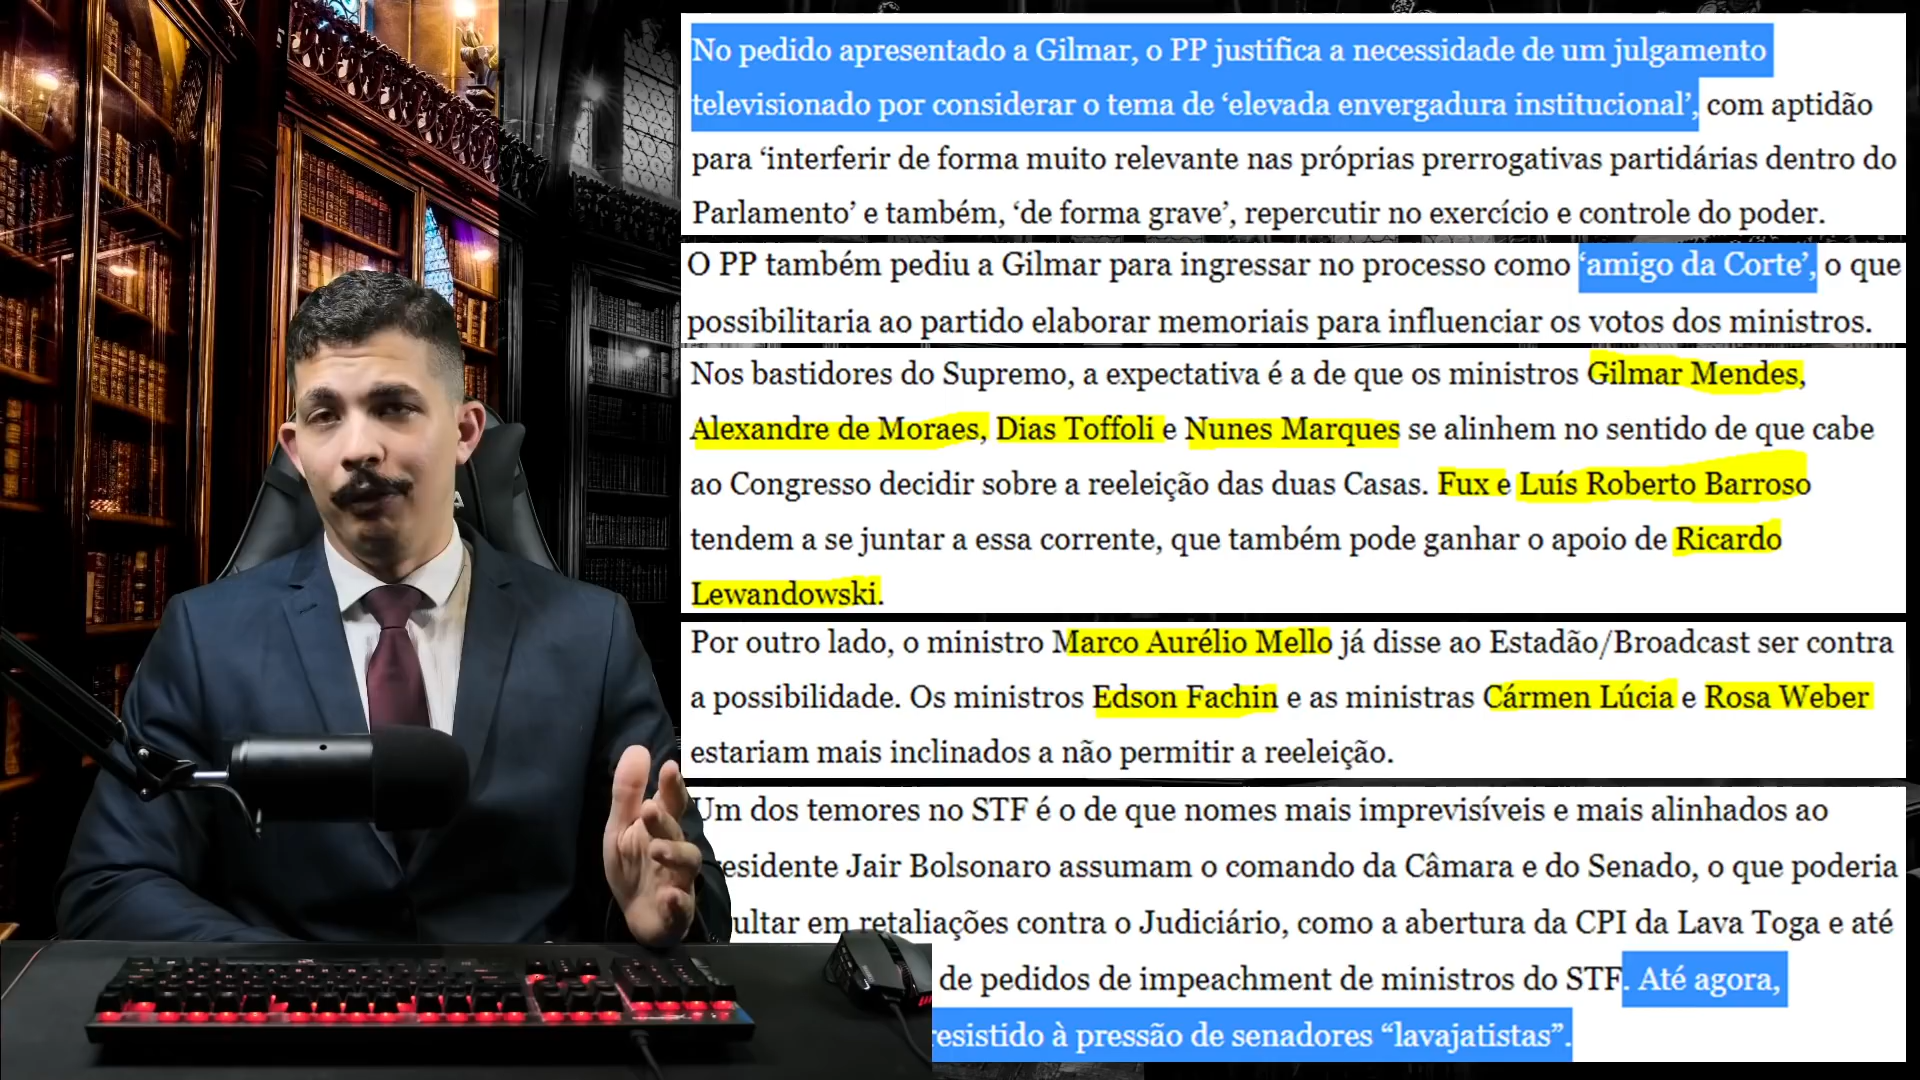 No pedido apresentado a Gilmar, o PP justifica a necessidade de um julgamento
televisionado por considerar o tema de ‘elevada envergadura institucional’, com aptidão
para ‘interferir de forma muito relevante nas próprias prerrogativas partidárias dentro do
Parlamento’ e também, ‘de forma grave’, repercutir no exercício e controle do poder.
O PP também pediu a Gilmar para ingressar no processo como ‘amigo da Corte’, o que
possibilitaria ao partido elaborar memoriais para influenciar os votos dos ministros.
Nos bastidores do Supremo, a expectativa é a de que os ministros Gilmar Mendes,
Alexandre de Moraes, Dias Toffoli e Nunes Marques se alinhem no sentido de que cabe
ao Congresso decidir sobre a reeleição das duas Casas. Fux e Luís Roberto Barroso
tendem a se juntar a essa corrente, que também pode ganhar o apoio de Ricardo
Lewandowski.
Por outro lado, o ministro Marco Aurélio Mello já disse ao Estadão/Broadcast ser contra
a possibilidade. Os ministros Edson Fachin e as ministras Cármen Lúcia e Rosa Weber
estariam mais inclinados a não permitir a reeleição.
Um dos temores no STF é o de que nomes mais imprevisíveis e mais alinhados ao
esidente Jair Bolsonaro assumam o comando da Câmara e do Senado, o que poderia
ultar em retaliações contra o Judiciário, como a abertura da CPI da Lava Toga e até
de pedidos de impeachment de ministros do STF. Até agora,
resistido à pressão de senadores “lavajatistas”.